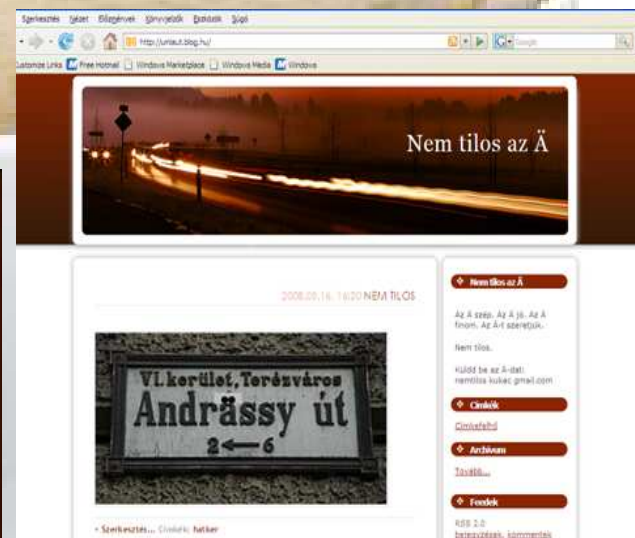 Szerkesztés Nézet Előzmények Könyvjelzők Eszközök Súgó
http://umlaut.blog.hu/
Google
Customize Links Free Hotmail Windows Marketplace Windows Media Windows
Nem tilos az Ä
2008.09.16. 16:20 NEM TILOS
VI. kerület, Terézváros
Andrässy út
2 ← 6
Szerkesztés... Címkék: hatker
Nem tilos az Ä
Az Ä szép. Az Ä jó. Az Ä
finom. Az Ä-t szeretjük.
Nem tilos.
Küldd be az Ä-dat:
nemtilos kukac gmail.com
Címkék
Címkefelhő
Archívum
Tovább...
Feedek
RSS 2.0
bejegyzések, kommentek